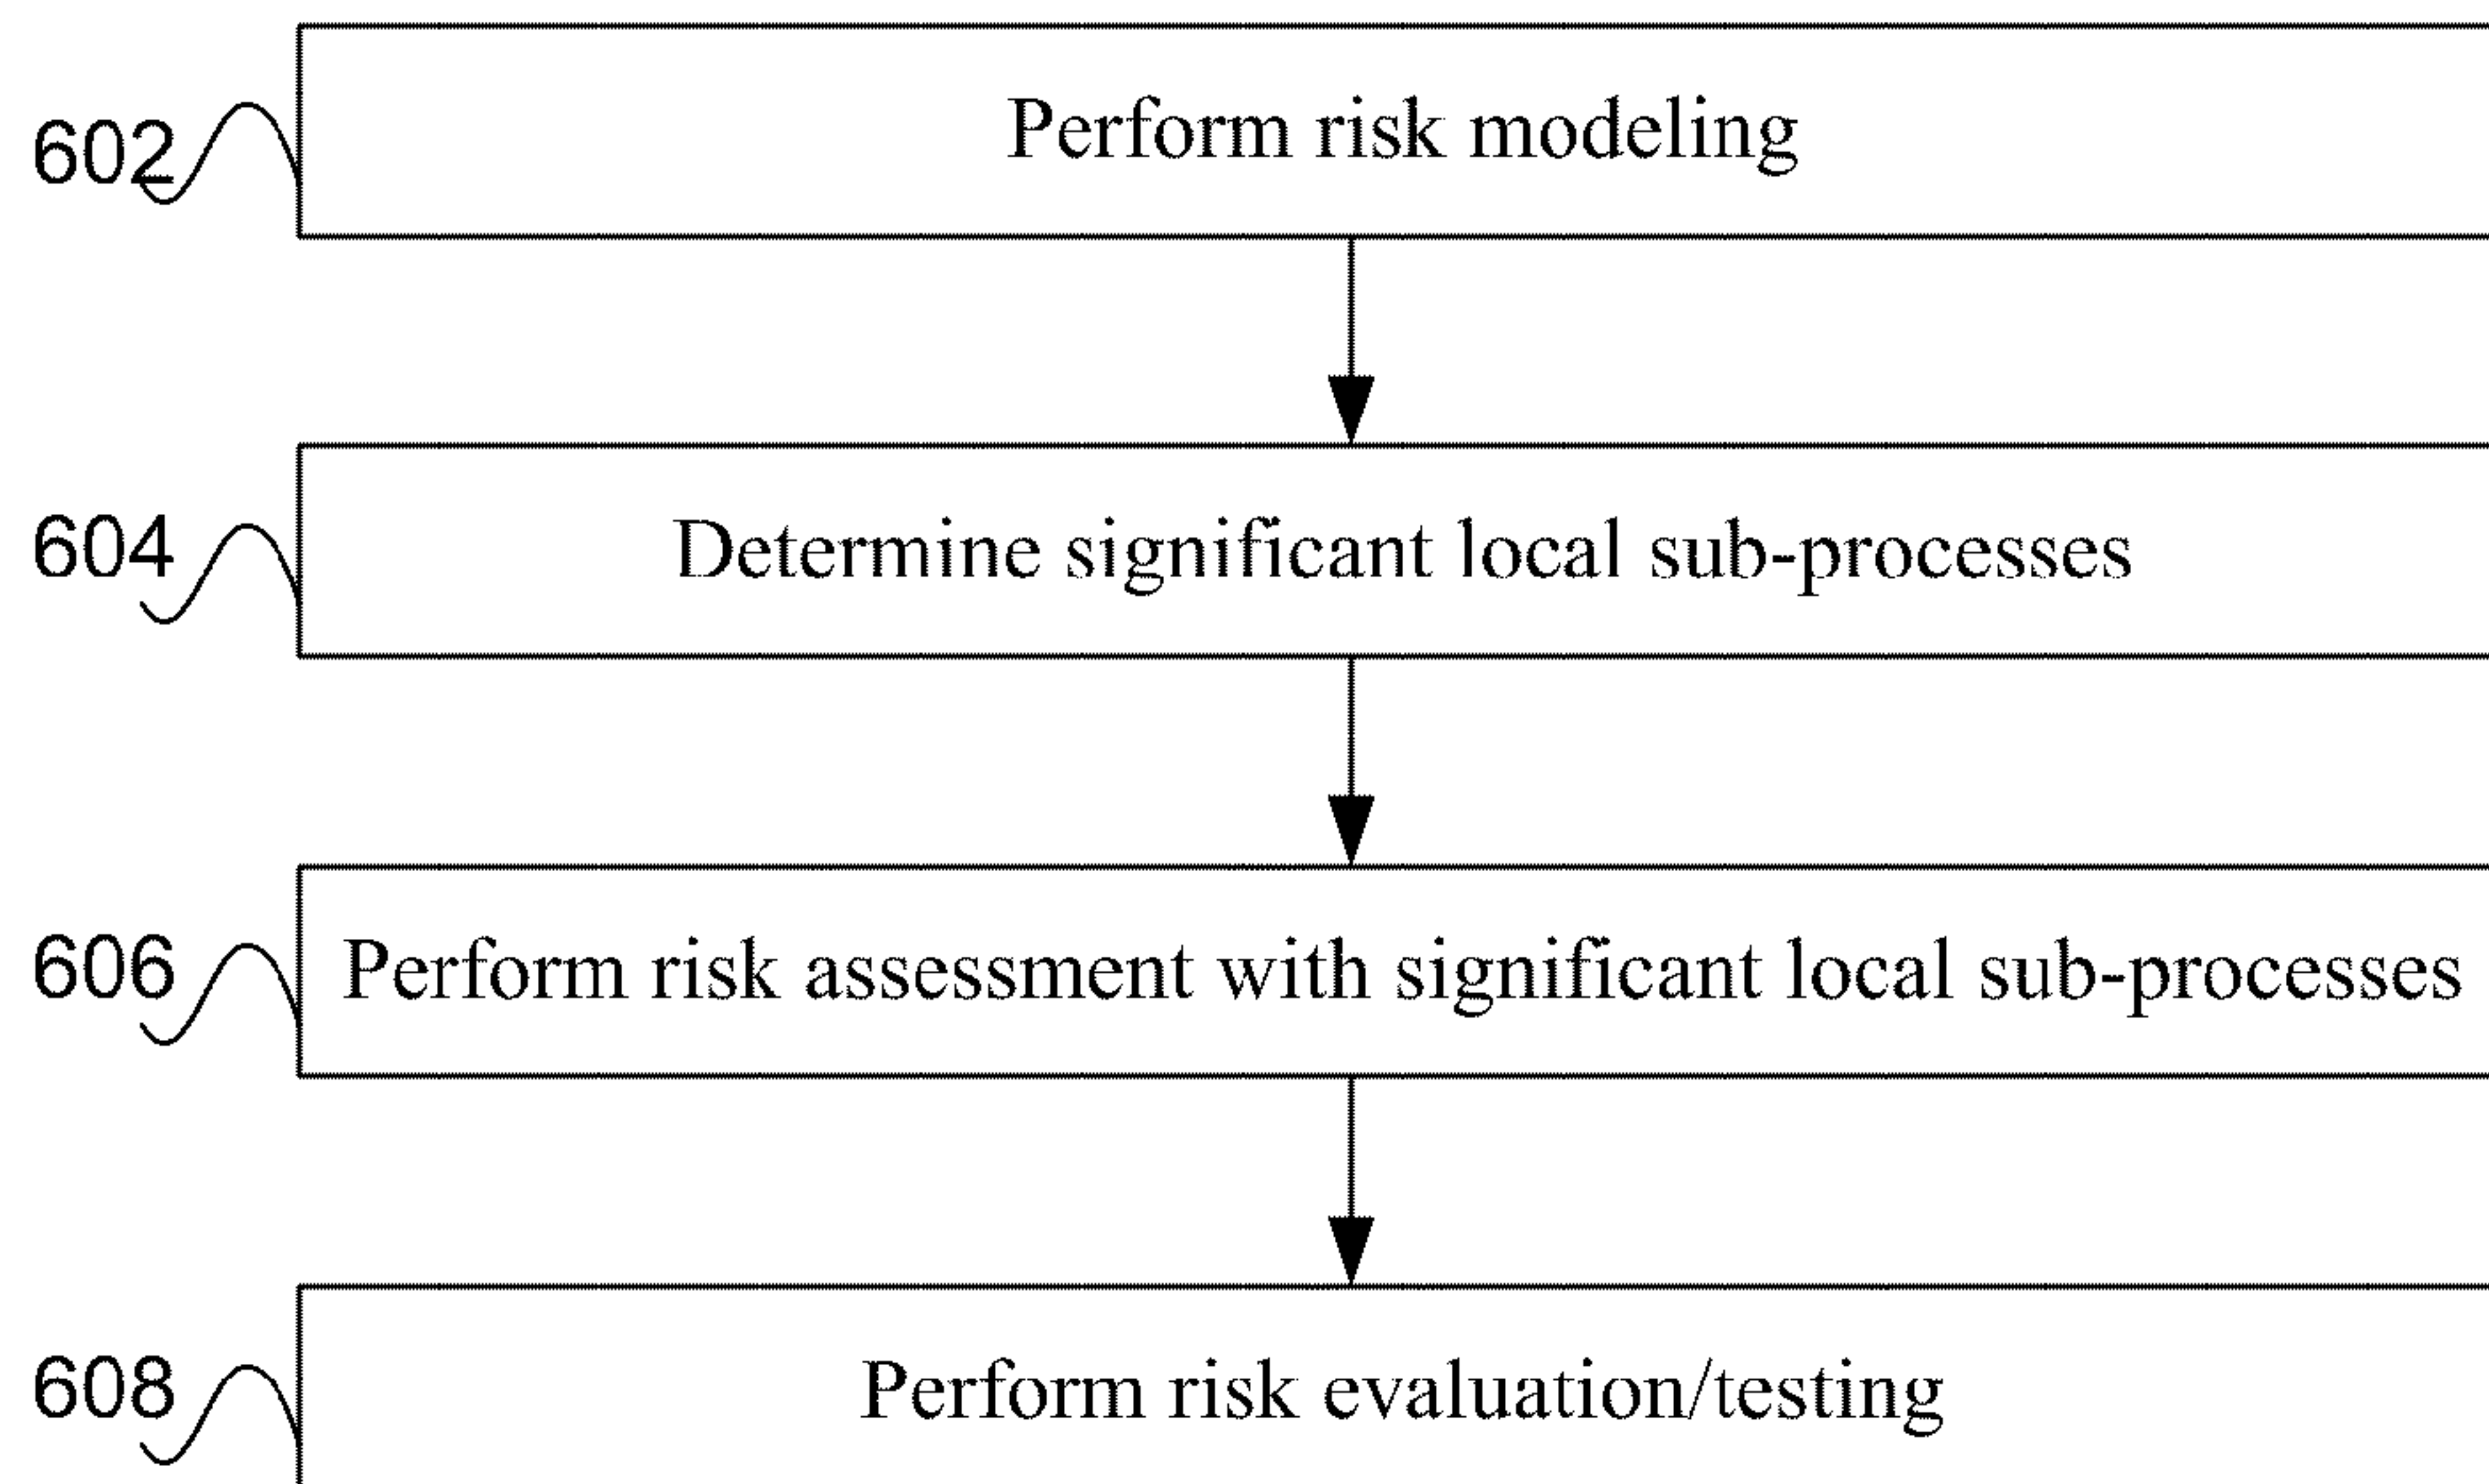 602
Perform risk modeling
604
Determine significant local sub-processes
606
Perform risk assessment with significant local sub-processes
608
Perform risk evaluation/testing